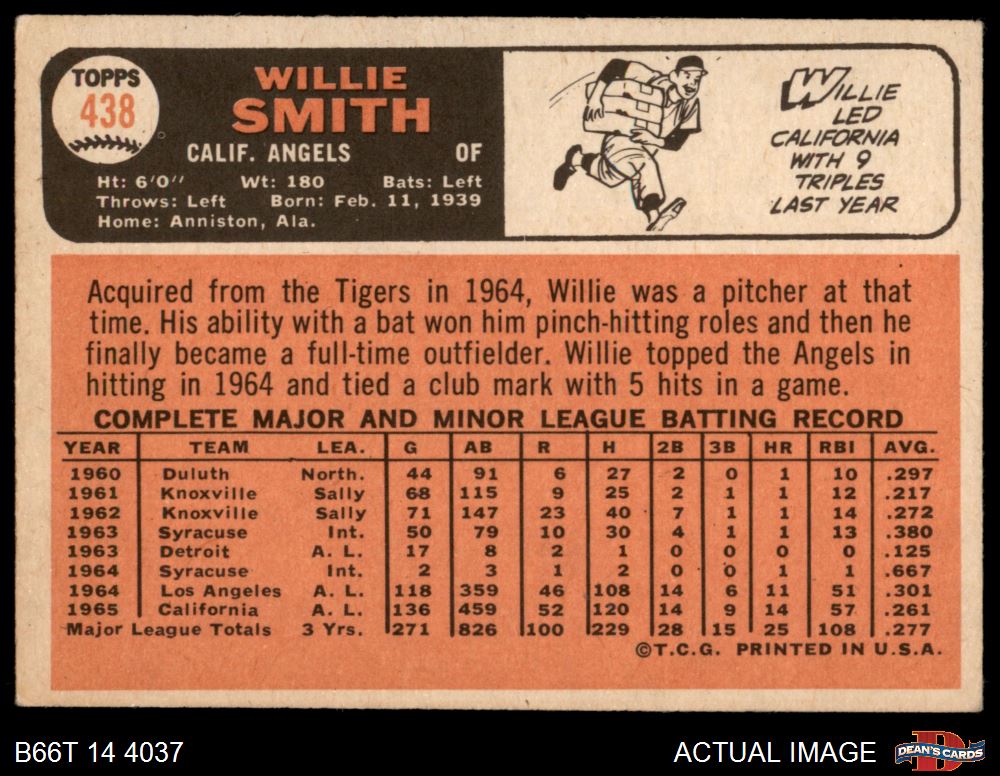 TOPPS
438
WILLIE
SMITH
CALIF. ANGELS OF
Ht: 6'0" Wt: 180 Bats: Left
Throws: Left Born: Feb. 11, 1939
Home: Anniston, Ala.
WILLIE
LED
CALIFORNIA
WITH 9
TRIPLES
LAST YEAR
Acquired from the Tigers in 1964, Willie was a pitcher at that
time. His ability with a bat won him pinch-hitting roles and then he
finally became a full-time outfielder. Willie topped the Angels in
hitting in 1964 and tied a club mark with 5 hits in a game.
COMPLETE MAJOR AND MINOR LEAGUE BATTING RECORD
YEAR TEAM LEA. G AB R H 2B 3B HR RBI AVG.
1960 Duluth North. 44 91 6 27 2 0 1 10 .297
1961 Knoxville Sally 68 115 9 25 2 1 1 12 .217
1962 Knoxville Sally 71 147 23 40 7 1 1 14 .272
1963 Syracuse Int. 50 79 10 30 4 1 1 13 .380
1963 Detroit A. L. 17 8 2 1 0 0 0 0 .125
1964 Syracuse Int. 2 3 1 2 0 0 1 1 .667
1964 Los Angeles A. L. 118 359 46 108 14 6 11 51 .301
1965 California A. L. 136 459 52 120 14 9 14 57 .261
Major League Totals 3 Yrs. 271 826 100 229 28 15 25 108 .277
©T.C.G. PRINTED IN U.S.A.
B66T 14 4037 ACTUAL IMAGE DEAN'S CARDS